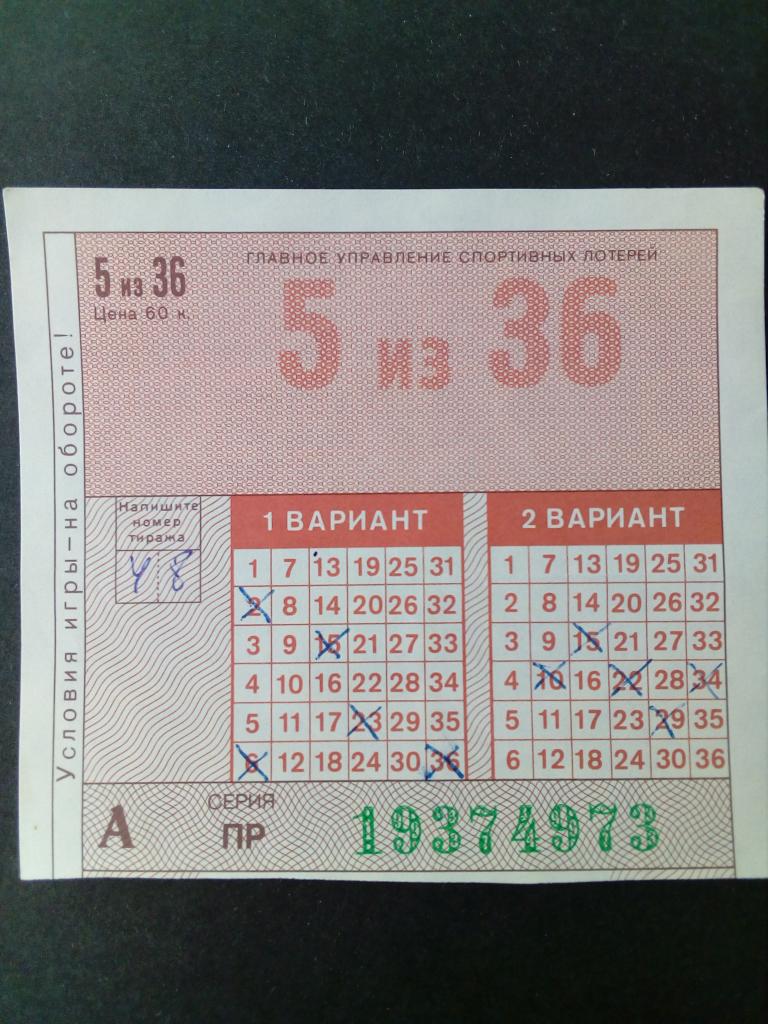 Условия игры—на обороте!
5 из 36
Цена 60 к.
ГЛАВНОЕ УПРАВЛЕНИЕ СПОРТИВНЫХ ЛОТЕРЕЙ
5 из 36
Напишите
номер
тиража
48
1 ВАРИАНТ
1 7 13 19 25 31
2 8 14 20 26 32
3 9 15 21 27 33
4 10 16 22 28 34
5 11 17 23 29 35
6 12 18 24 30 36
2 ВАРИАНТ
1 7 13 19 25 31
2 8 14 20 26 32
3 9 15 21 27 33
4 10 16 22 28 34
5 11 17 23 29 35
6 12 18 24 30 36
А
СЕРИЯ
ПР
19374973